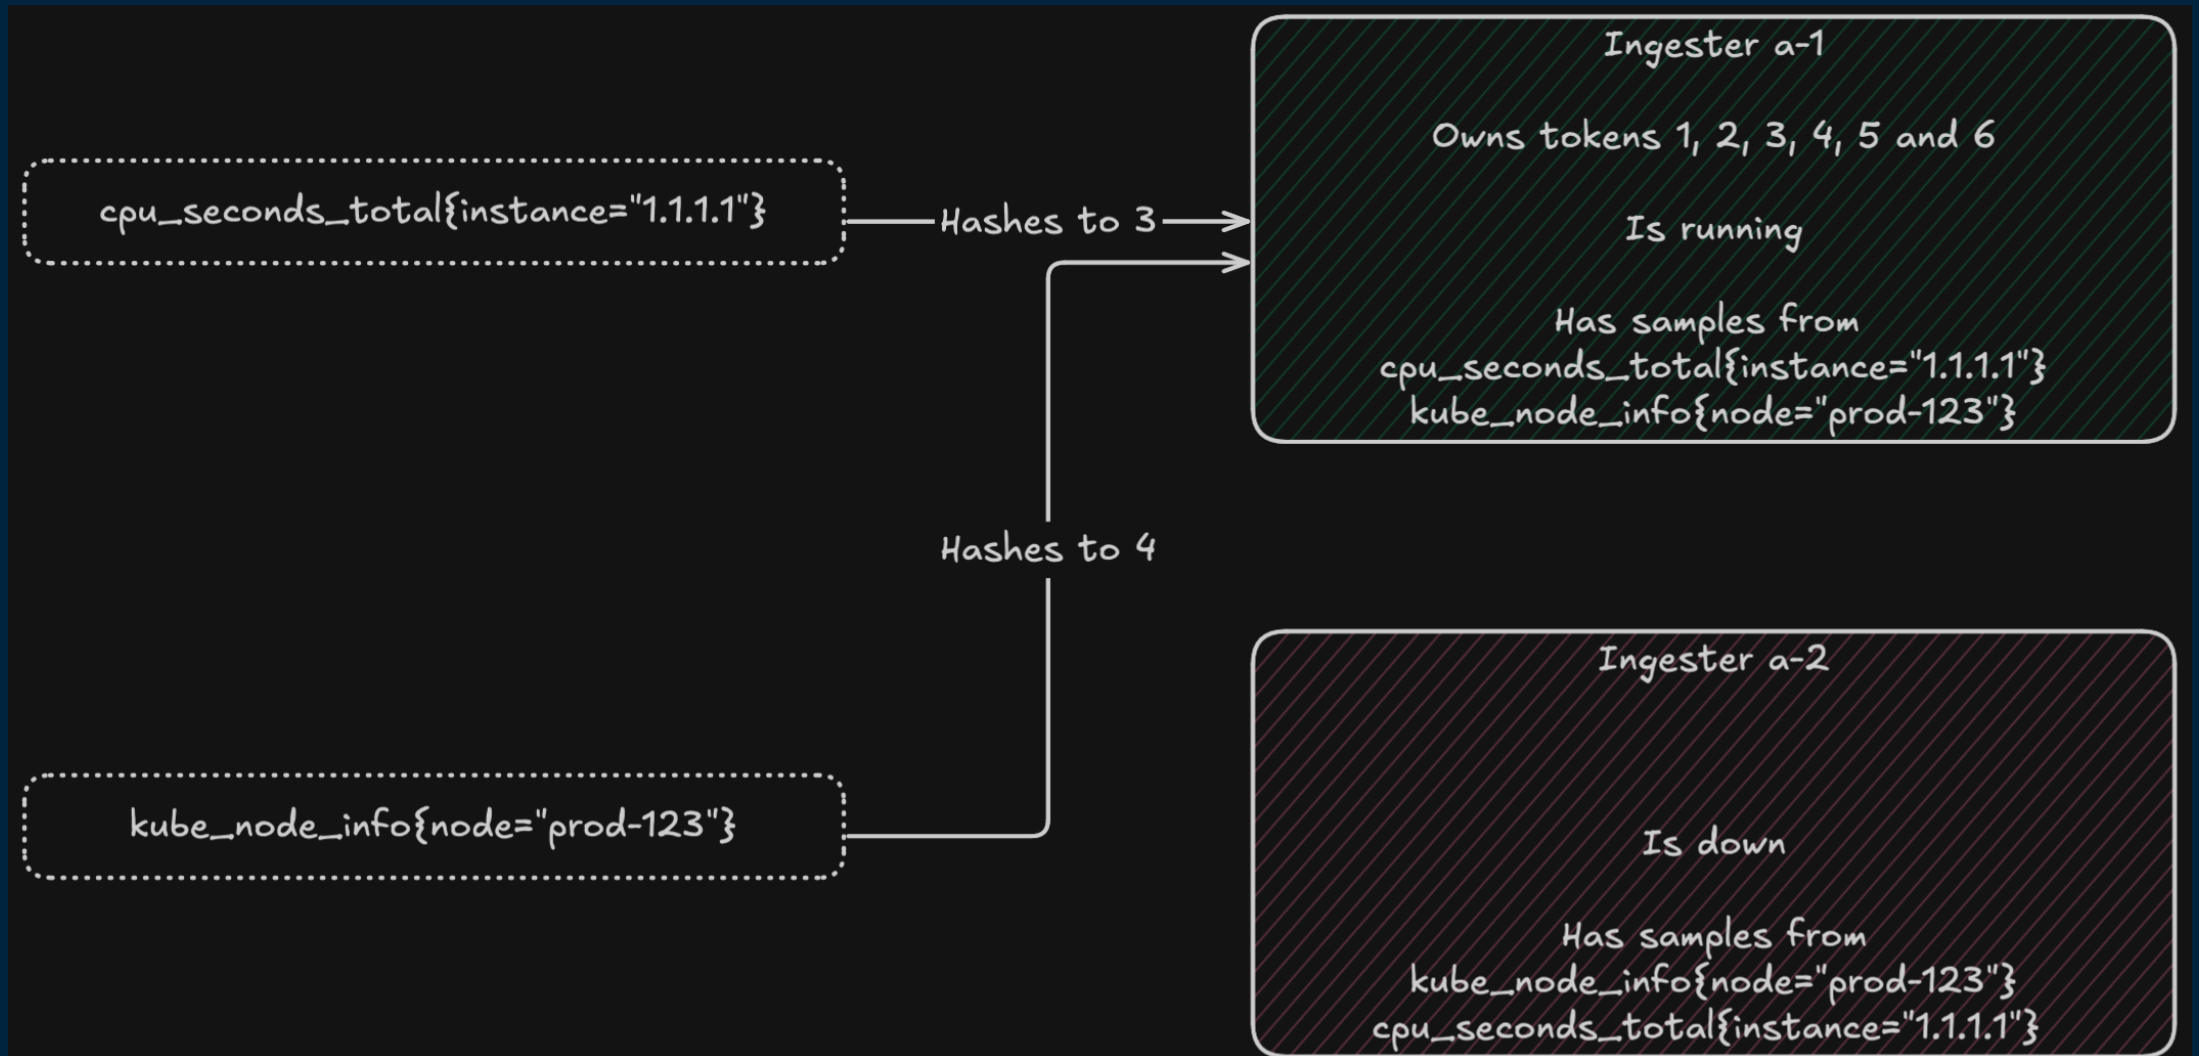 Ingester a-1
Owns tokens 1, 2, 3, 4, 5 and 6
cpu_seconds_total{instance="1.1.1.1"}
Hashes to 3
Is running
Has samples from
cpu_seconds_total{instance="1.1.1.1"}
kube_node_info{node="prod-123"}
Hashes to 4
Ingester a-2
kube_node_info{node="prod-123"}
Is down
Has samples from
kube_node_info{node="prod-123"}
cpu_seconds_total{instance="1.1.1.1"}